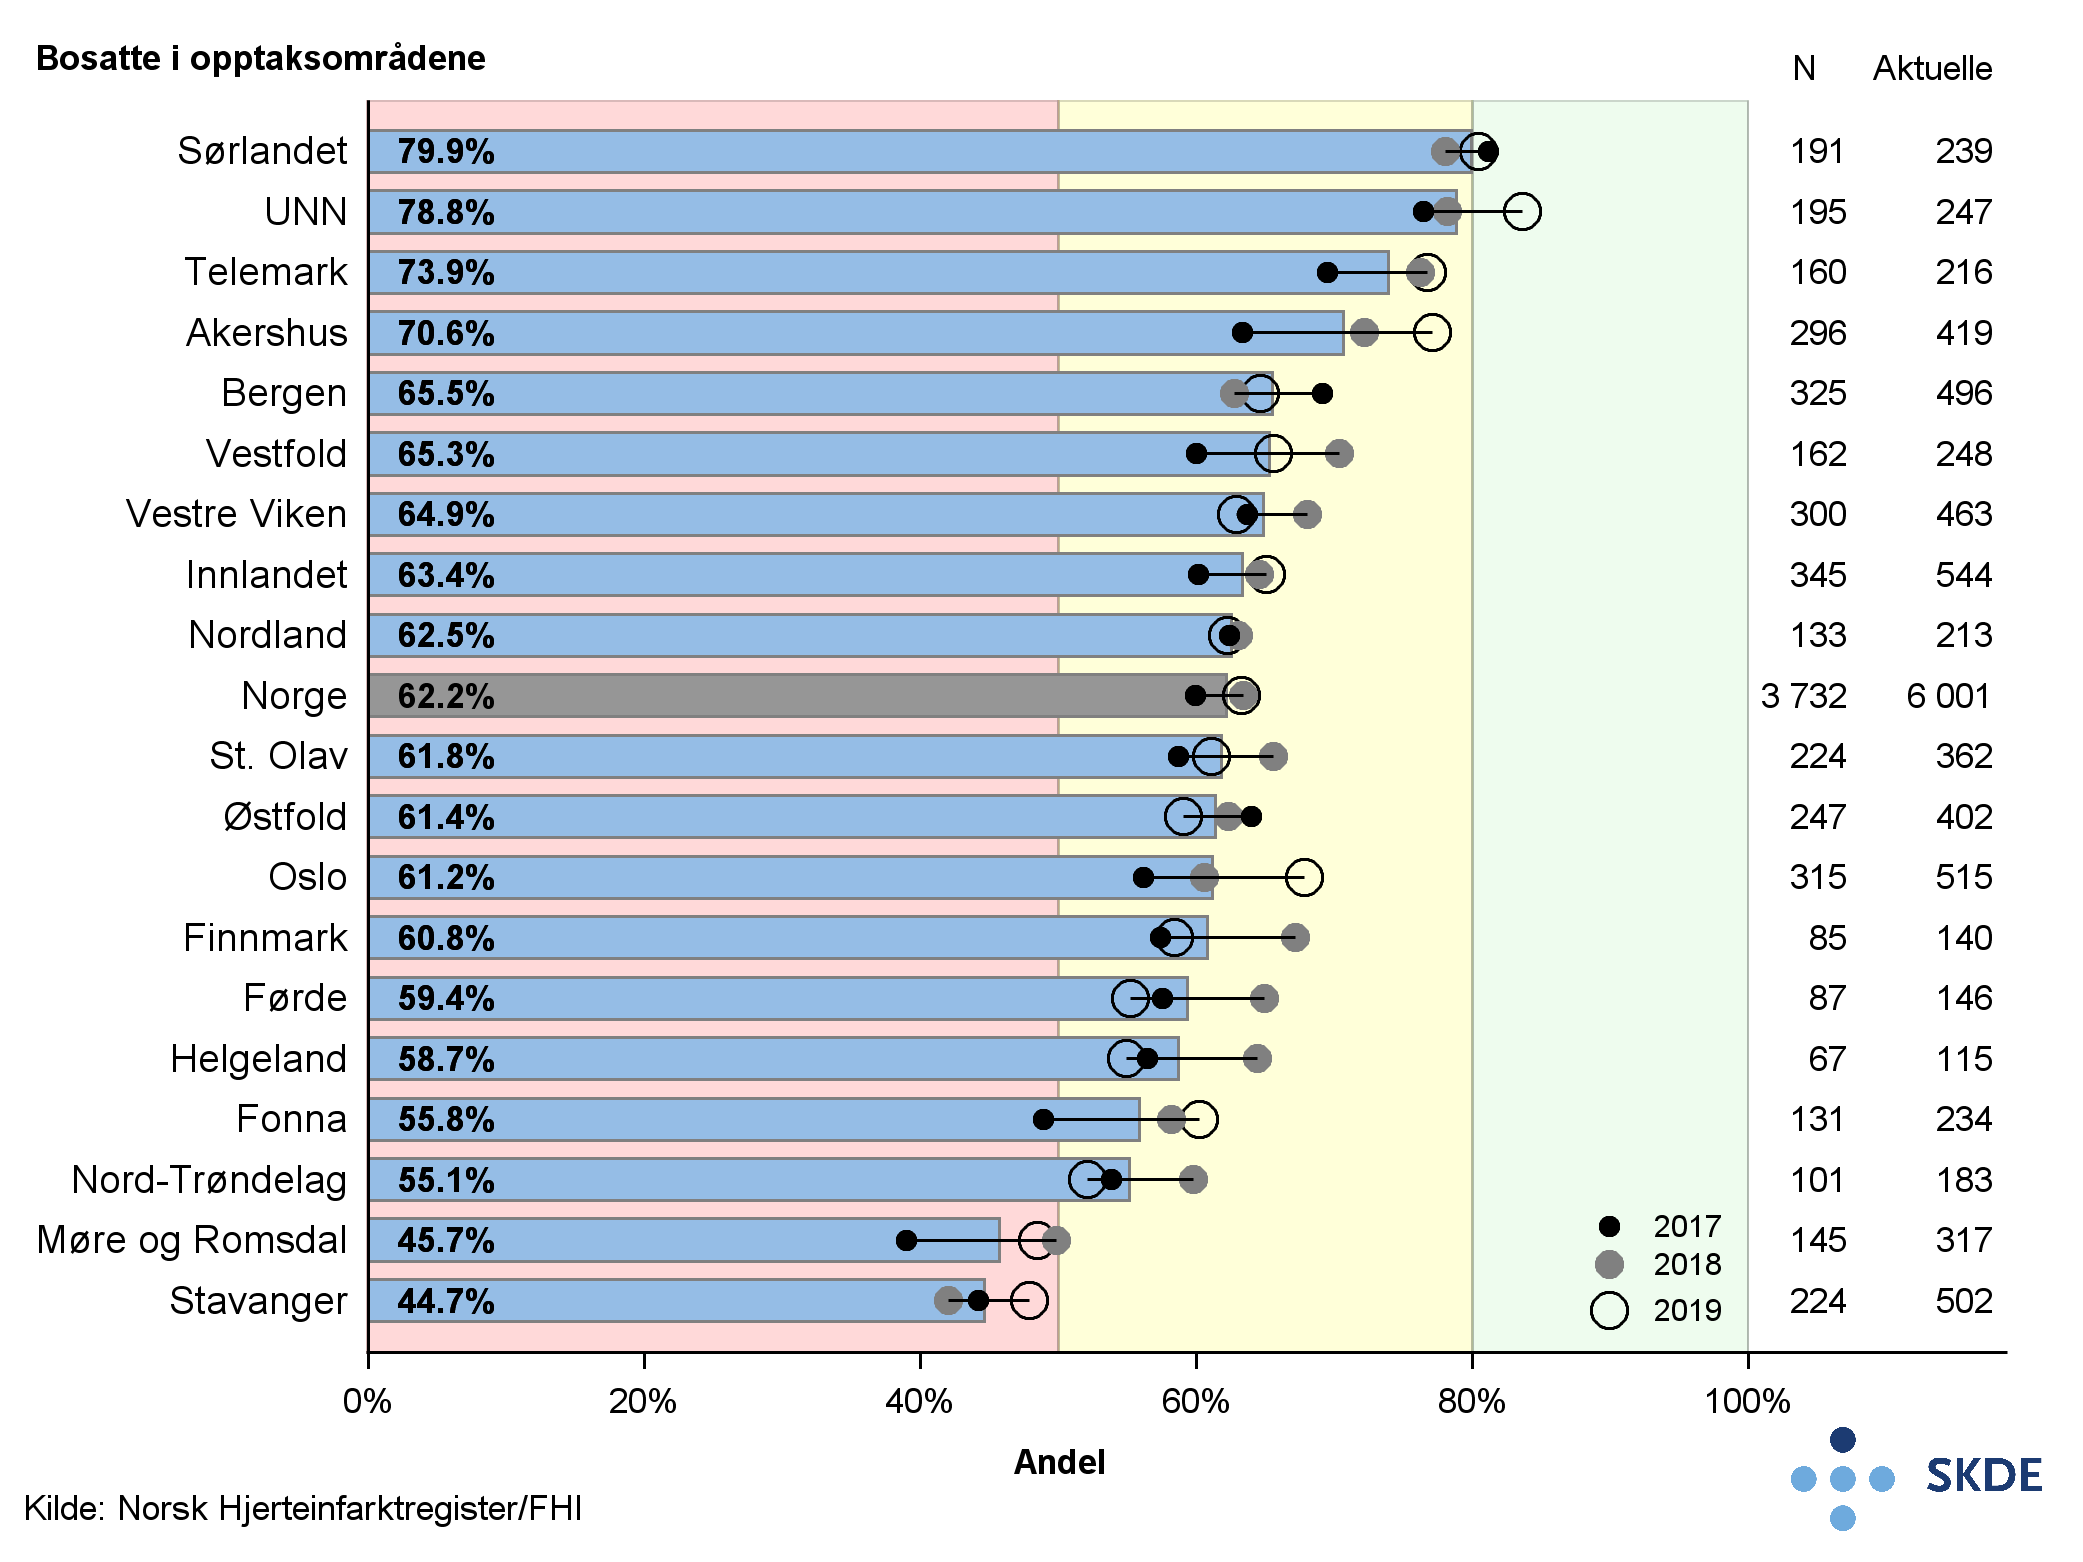 Bosatte i opptaksområdene N Aktuelle
Sørlandet 79.9% 191 239
UNN 78.8% 195 247
Telemark 73.9% 160 216
Akershus 70.6% 296 419
Bergen 65.5% 325 496
Vestfold 65.3% 162 248
Vestre Viken 64.9% 300 463
Innlandet 63.4% 345 544
Nordland 62.5% 133 213
Norge 62.2% 3 732 6 001
St. Olav 61.8% 224 362
Østfold 61.4% 247 402
Oslo 61.2% 315 515
Finnmark 60.8% 85 140
Førde 59.4% 87 146
Helgeland 58.7% 67 115
Fonna 55.8% 131 234
Nord-Trøndelag 55.1% 101 183
Møre og Romsdal 45.7% 145 317
Stavanger 44.7% 224 502
2017
2018
2019
0% 20% 40% 60% 80% 100%
Andel
SKDE
Kilde: Norsk Hjerteinfarktregister/FHI